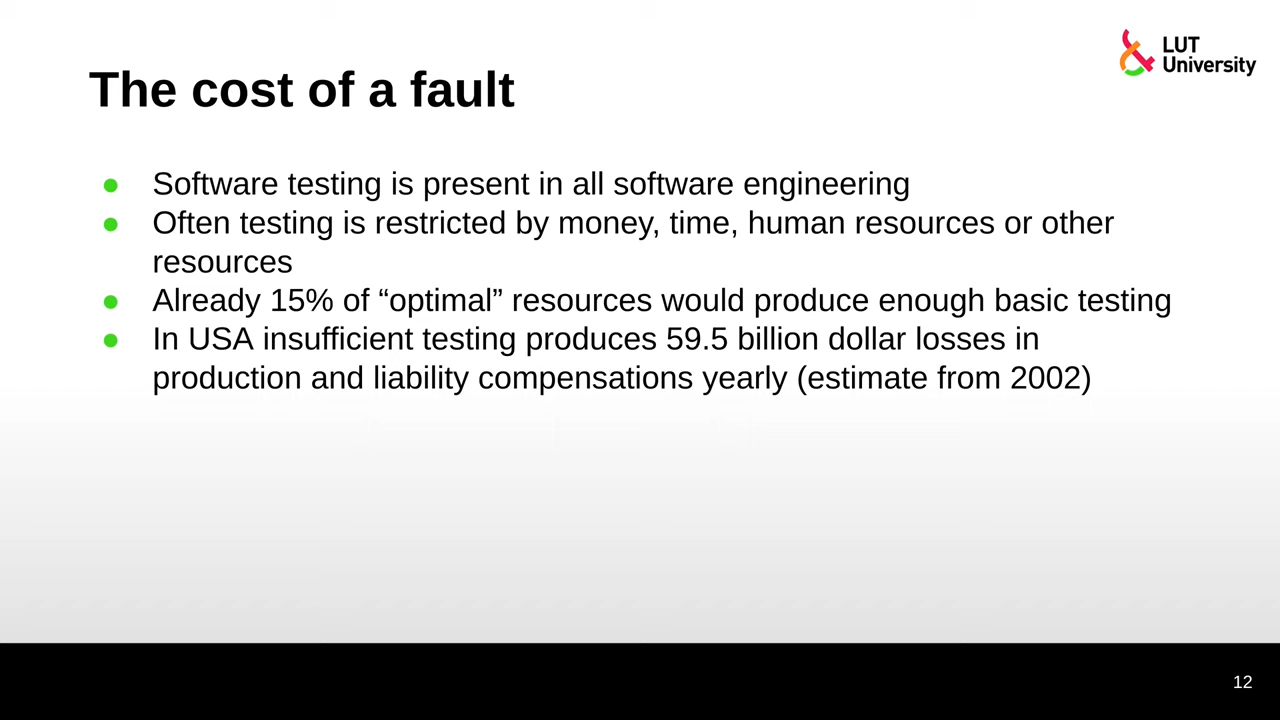 LUT
University
The cost of a fault
● Software testing is present in all software engineering
● Often testing is restricted by money, time, human resources or other
resources
● Already 15% of “optimal” resources would produce enough basic testing
● In USA insufficient testing produces 59.5 billion dollar losses in
production and liability compensations yearly (estimate from 2002)
12